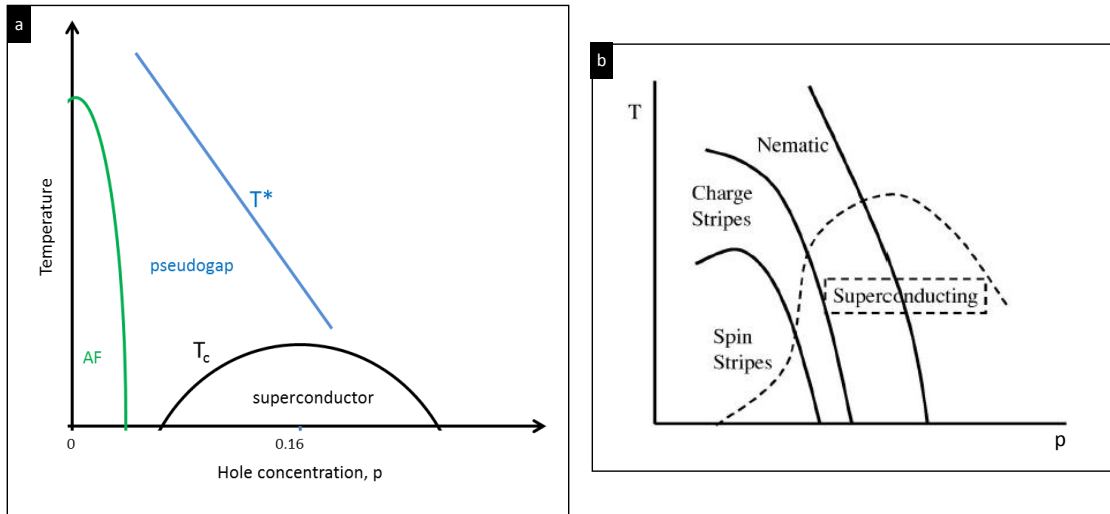 a
T*
Temperature
pseudogap
AF
Tc
superconductor
0
0.16
Hole concentration, p
b
T
Nematic
Charge
Stripes
Superconducting
Spin
Stripes
p